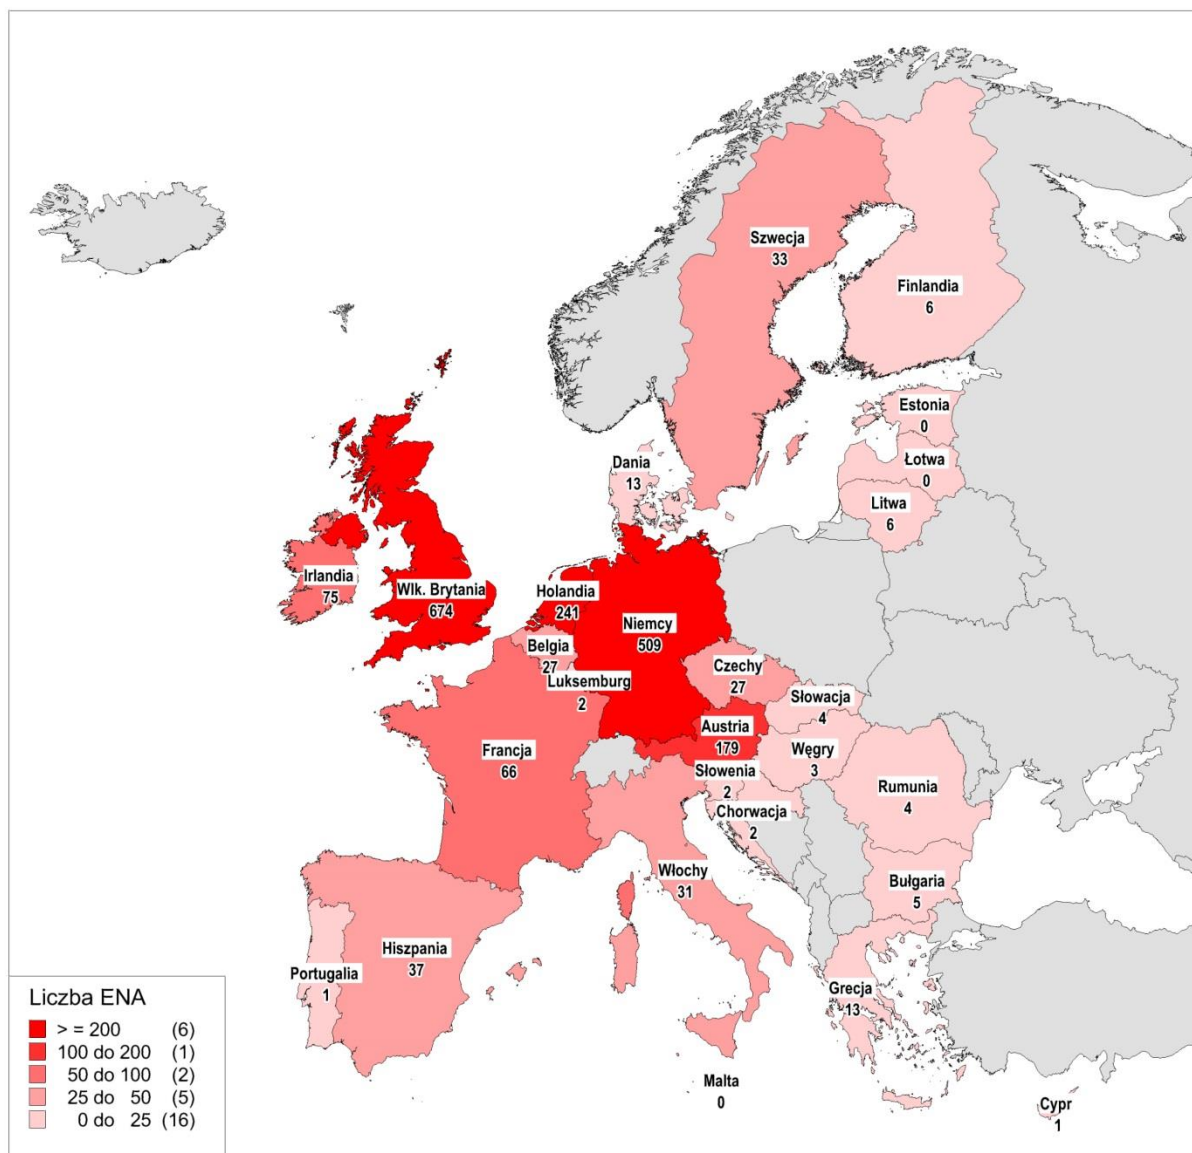 Szwecja
33
Finlandia
6
Estonia
0
Łotwa
0
Dania
13
Litwa
6
Irlandia
75
Wlk. Brytania
674
Holandia
241
Niemcy
509
Belgia
27
Luksemburg
2
Czechy
27
Słowacja
4
Austria
179
Węgry
3
Francja
66
Słowenia
2
Rumunia
4
Chorwacja
2
Włochy
31
Bułgaria
5
Hiszpania
37
Portugalia
1
Grecja
13
Malta
0
Cypr
1
Liczba ENA
> = 200 (6)
100 do 200 (1)
50 do 100 (2)
25 do 50 (5)
0 do 25 (16)